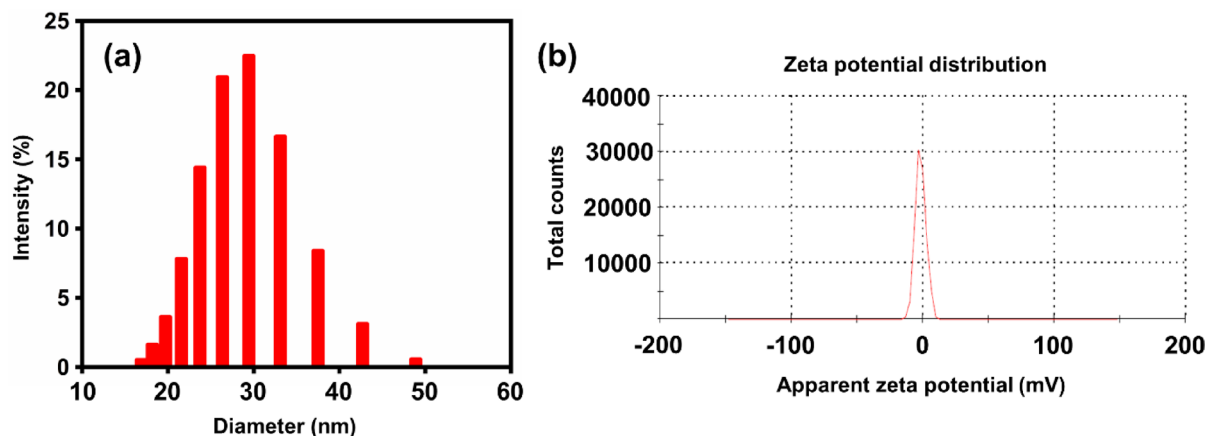 (a)
Intensity (%)
25
20
15
10
5
0
10 20 30 40 50 60
Diameter (nm)
(b)
Zeta potential distribution
Total counts
40000
30000
20000
10000
-200 -100 0 100 200
Apparent zeta potential (mV)